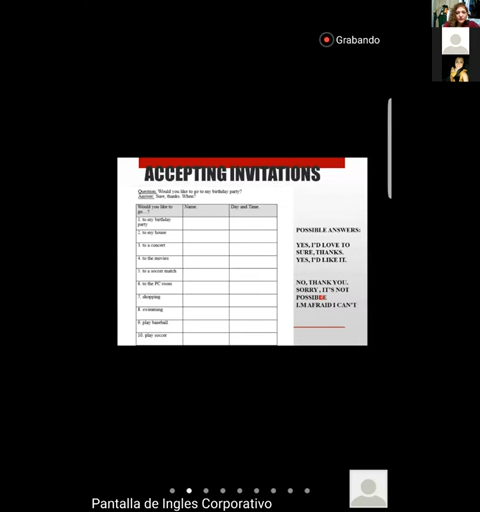 Grabando
ACCEPTING INVITATIONS
Question: Would you like to go to my birthday party?
Answer: Sure, thanks. When?
Would you like to go...? Name. Day and Time.
1. to my birthday party
2. to my house
3. to a concert
4. to the movies
5. to a soccer match
6. to the PC room
7. shopping
8. swimming
9. play baseball
10. play soccer
POSSIBLE ANSWERS:
YES, I'D LOVE TO
SURE, THANKS.
YES, I'D LIKE IT.
NO, THANK YOU.
SORRY , IT'S NOT
POSSIBLE
I.M AFRAID I CAN'T
Pantalla de Ingles Corporativo